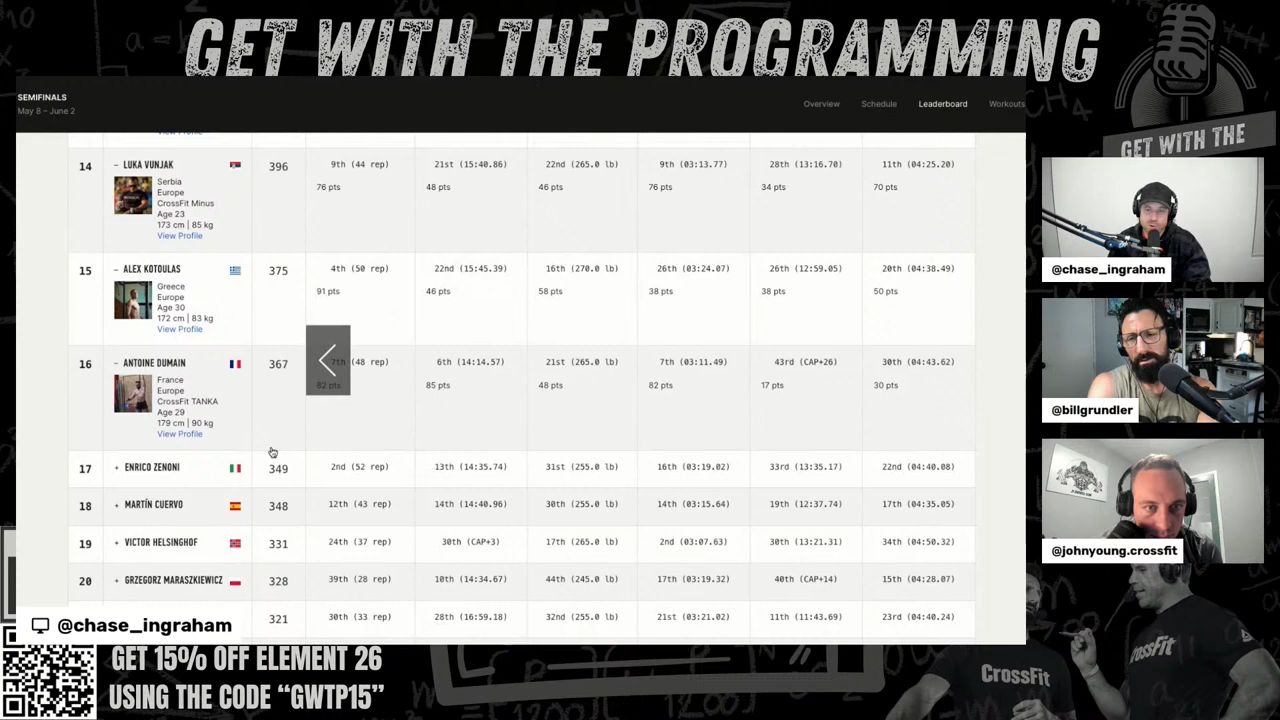 GET WITH THE PROGRAMMING
SEMIFINALS
May 8 – June 2
Overview Schedule Leaderboard Workouts
View Profile
14 – LUKA VUNJAK 396 9th (44 rep) 21st (15:40.86) 22nd (265.0 lb) 9th (03:13.77) 28th (13:16.70) 11th (04:25.20)
76 pts 48 pts 46 pts 76 pts 34 pts 70 pts
Serbia
Europe
CrossFit Minus
Age 23
173 cm | 85 kg
View Profile
15 – ALEX KOTOULAS 375 4th (50 rep) 22nd (15:45.39) 16th (270.0 lb) 26th (03:24.07) 26th (12:59.05) 20th (04:38.49)
91 pts 46 pts 58 pts 38 pts 38 pts 50 pts
Greece
Europe
Age 30
172 cm | 83 kg
View Profile
16 – ANTOINE DUMAIN 367 7th (48 rep) 6th (14:14.57) 21st (265.0 lb) 7th (03:11.49) 43rd (CAP+26) 30th (04:43.62)
82 pts 85 pts 48 pts 82 pts 17 pts 30 pts
France
Europe
CrossFit TANKA
Age 29
179 cm | 90 kg
View Profile
17 + ENRICO ZENONI 349 2nd (52 rep) 13th (14:35.74) 31st (255.0 lb) 16th (03:19.02) 33rd (13:35.17) 22nd (04:40.08)
18 + MARTÍN CUERVO 348 12th (43 rep) 14th (14:40.96) 30th (255.0 lb) 14th (03:15.64) 19th (12:37.74) 17th (04:35.05)
19 + VICTOR HELSINGHOF 331 24th (37 rep) 30th (CAP+3) 17th (265.0 lb) 2nd (03:07.63) 30th (13:21.31) 34th (04:50.32)
20 + GRZEGORZ MARASZKIEWICZ 328 39th (28 rep) 10th (14:34.67) 44th (245.0 lb) 17th (03:19.32) 40th (CAP+14) 15th (04:28.07)
321 30th (33 rep) 28th (16:59.18) 32nd (255.0 lb) 21st (03:21.02) 11th (11:43.69) 23rd (04:40.24)
@chase_ingraham
GET 15% OFF ELEMENT 26
USING THE CODE “GWTP15”
GET WITH THE
@chase_ingraham
@billgrundler
@johnyoung.crossfit
CrossFit
CrossFit